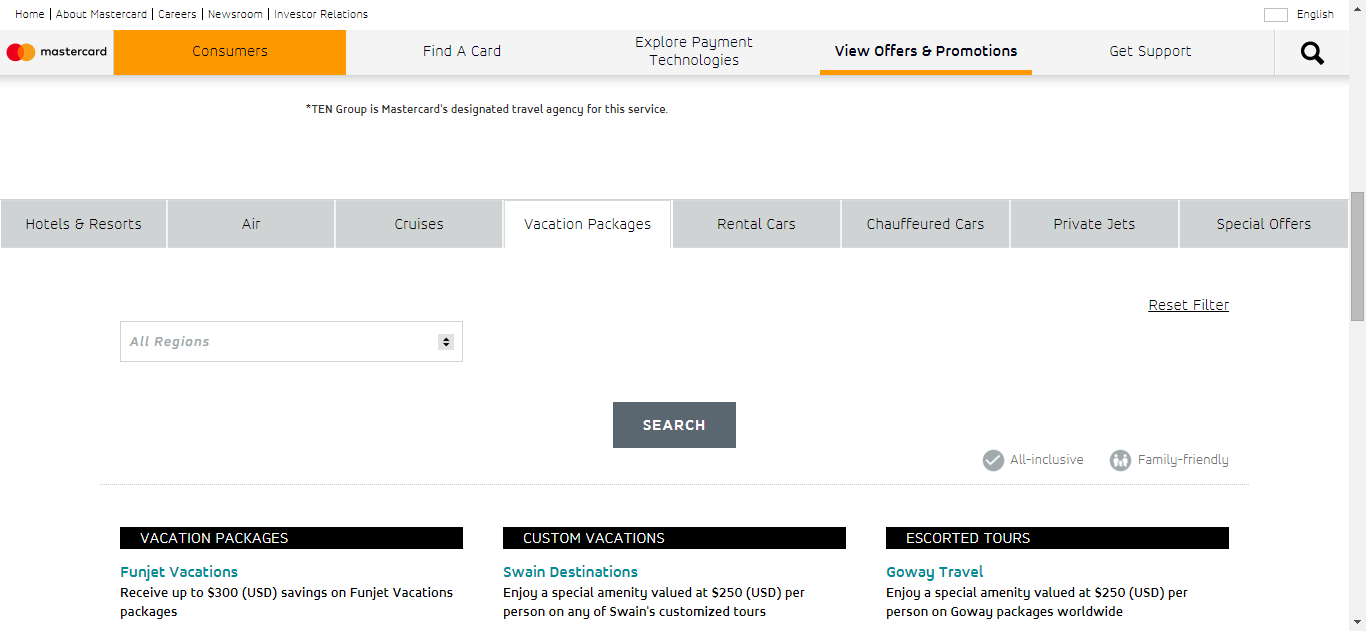 Home | About Mastercard | Careers | Newsroom | Investor Relations
English
mastercard
Consumers
Find A Card
Explore Payment
Technologies
View Offers & Promotions
Get Support
*TEN Group is Mastercard's designated travel agency for this service.
Hotels & Resorts
Air
Cruises
Vacation Packages
Rental Cars
Chauffeured Cars
Private Jets
Special Offers
Reset Filter
All Regions
SEARCH
All-inclusive
Family-friendly
VACATION PACKAGES
Funjet Vacations
Receive up to $300 (USD) savings on Funjet Vacations
packages
CUSTOM VACATIONS
Swain Destinations
Enjoy a special amenity valued at $250 (USD) per
person on any of Swain's customized tours
ESCORTED TOURS
Goway Travel
Enjoy a special amenity valued at $250 (USD) per
person on Goway packages worldwide